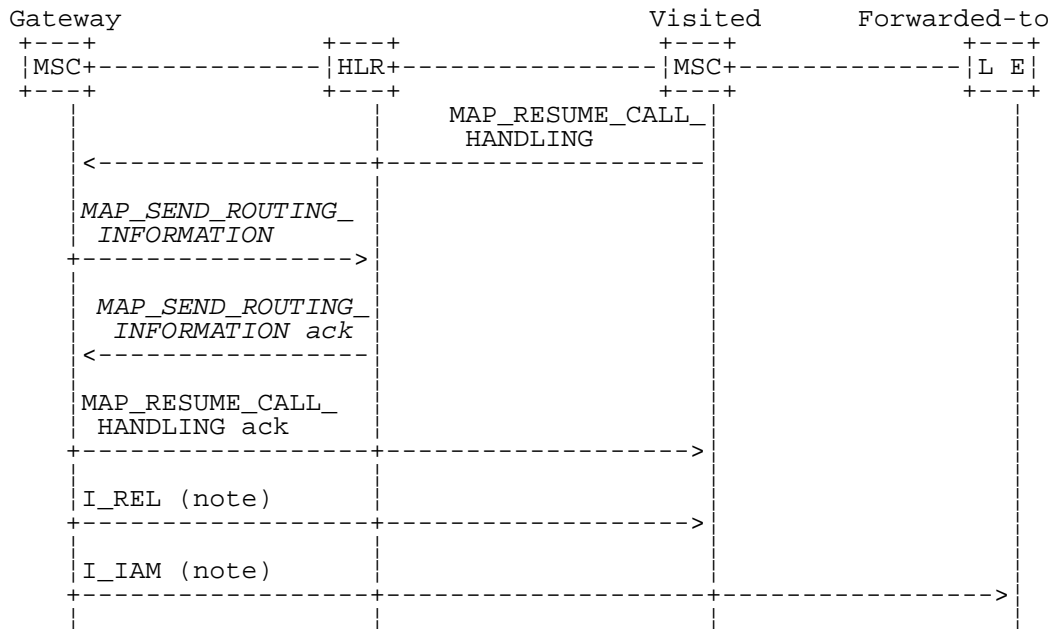 Gateway Visited Forwarded-to
MSC HLR MSC L E
MAP_RESUME_CALL_
HANDLING
MAP_SEND_ROUTING_
INFORMATION
MAP_SEND_ROUTING_
INFORMATION ack
MAP_RESUME_CALL_
HANDLING ack
I_REL (note)
I_IAM (note)